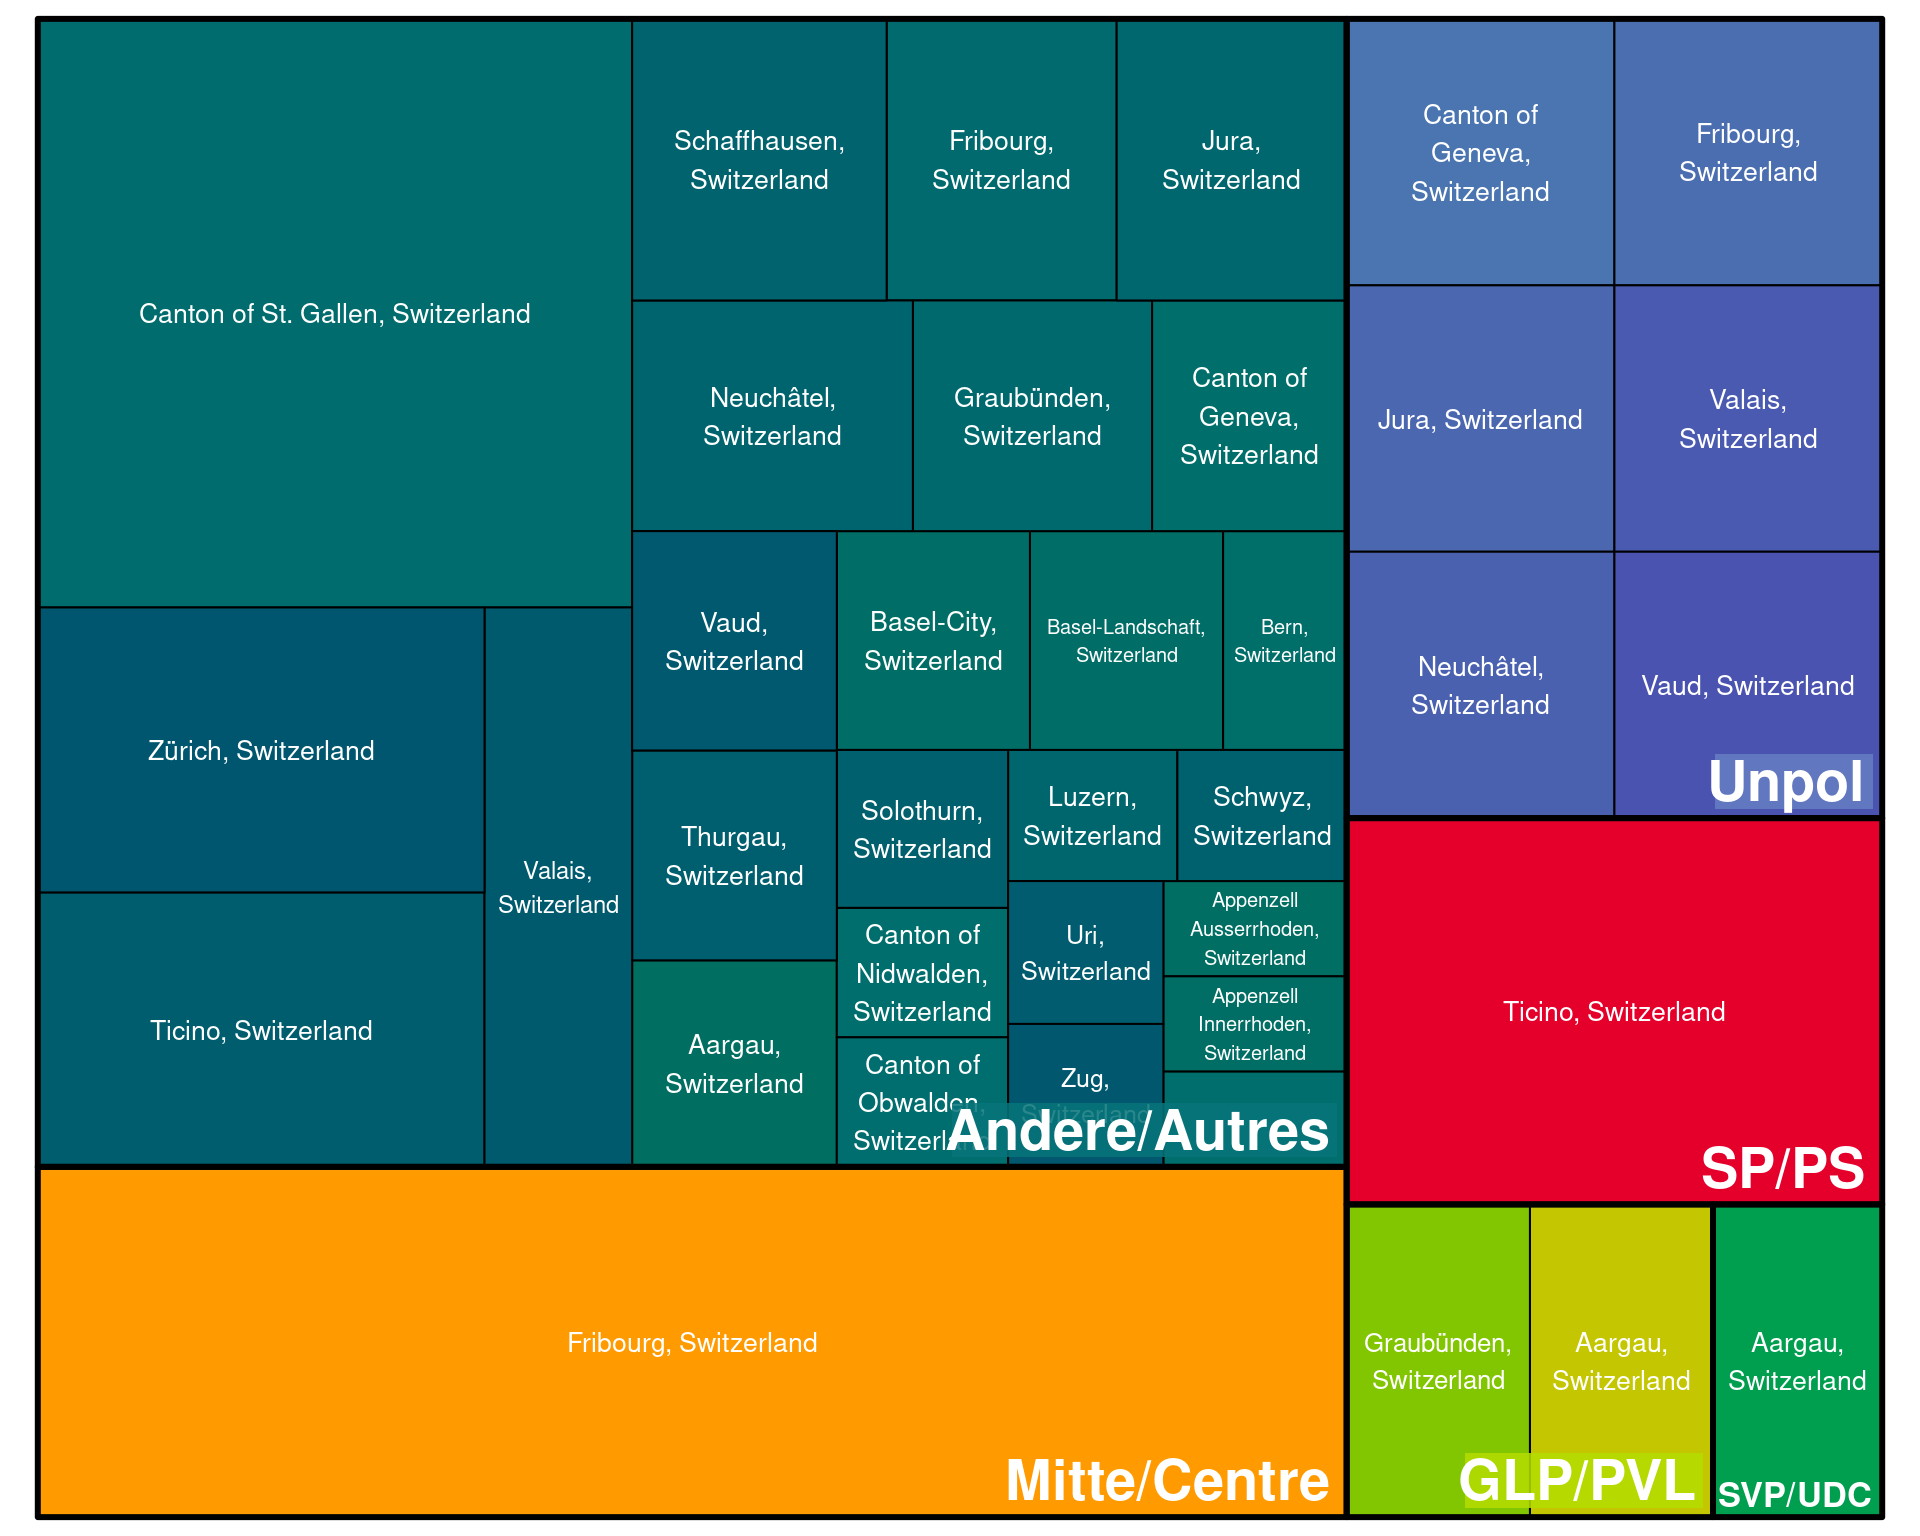 Canton of St. Gallen, Switzerland
Zürich, Switzerland
Ticino, Switzerland
Valais,
Switzerland
Schaffhausen,
Switzerland
Fribourg,
Switzerland
Jura,
Switzerland
Neuchâtel,
Switzerland
Graubünden,
Switzerland
Canton of
Geneva,
Switzerland
Vaud,
Switzerland
Basel-City,
Switzerland
Basel-Landschaft,
Switzerland
Bern,
Switzerland
Thurgau,
Switzerland
Aargau,
Switzerland
Solothurn,
Switzerland
Canton of
Nidwalden,
Switzerland
Canton of
Obwalden,
Switzerland
Luzern,
Switzerland
Schwyz,
Switzerland
Uri,
Switzerland
Zug,
Switzerland
Appenzell
Ausserrhoden,
Switzerland
Appenzell
Innerrhoden,
Switzerland
Andere/Autres
Fribourg, Switzerland
Mitte/Centre
Canton of
Geneva,
Switzerland
Fribourg,
Switzerland
Jura, Switzerland
Valais,
Switzerland
Neuchâtel,
Switzerland
Vaud, Switzerland
Unpol
Ticino, Switzerland
SP/PS
Graubünden,
Switzerland
Aargau,
Switzerland
GLP/PVL
Aargau,
Switzerland
SVP/UDC